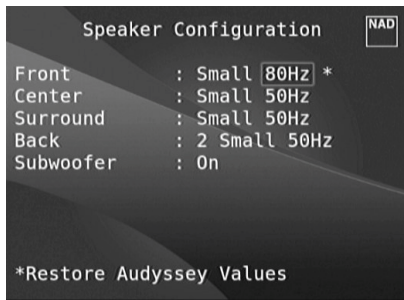 Speaker Configuration
NAD
Front : Small 80Hz *
Center : Small 50Hz
Surround : Small 50Hz
Back : 2 Small 50Hz
Subwoofer : On
*Restore Audyssey Values